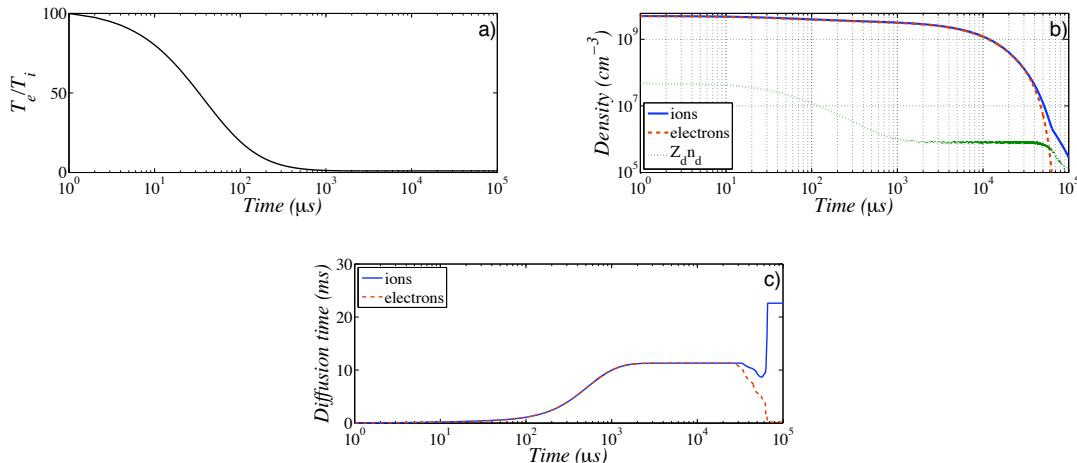 a)
100
50
0
T_e/T_i
10^0 10^1 10^2 10^3 10^4 10^5
Time (μs)
b)
10^9
10^7
10^5
Density (cm^−3)
ions
electrons
Z_d n_d
10^0 10^1 10^2 10^3 10^4 10^5
Time (μs)
c)
30
20
10
0
Diffusion time (ms)
ions
electrons
10^0 10^1 10^2 10^3 10^4 10^5
Time (μs)